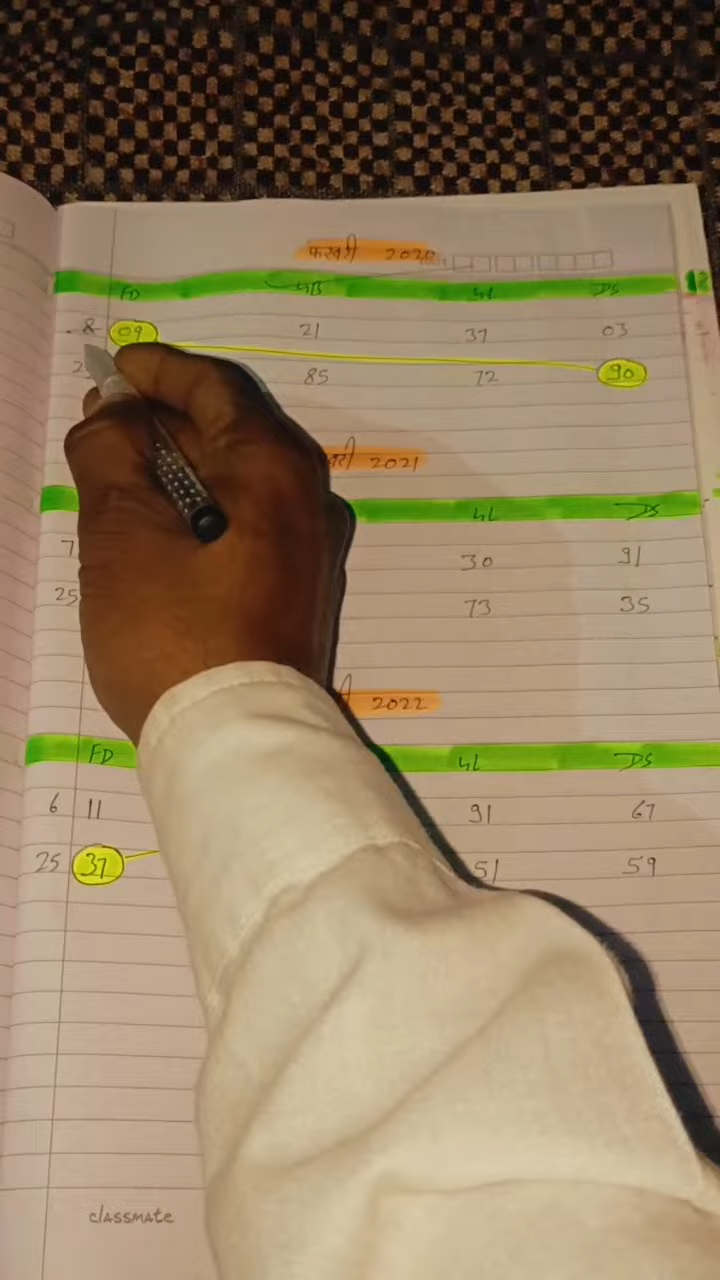 फरवरी 2020
FD GB GL DS
8 09 21 37 03
85 72 90
2021
GL DS
7 30 91
25 73 35
2022
FD GL DS
6 11 91 67
25 37 51 59
classmate